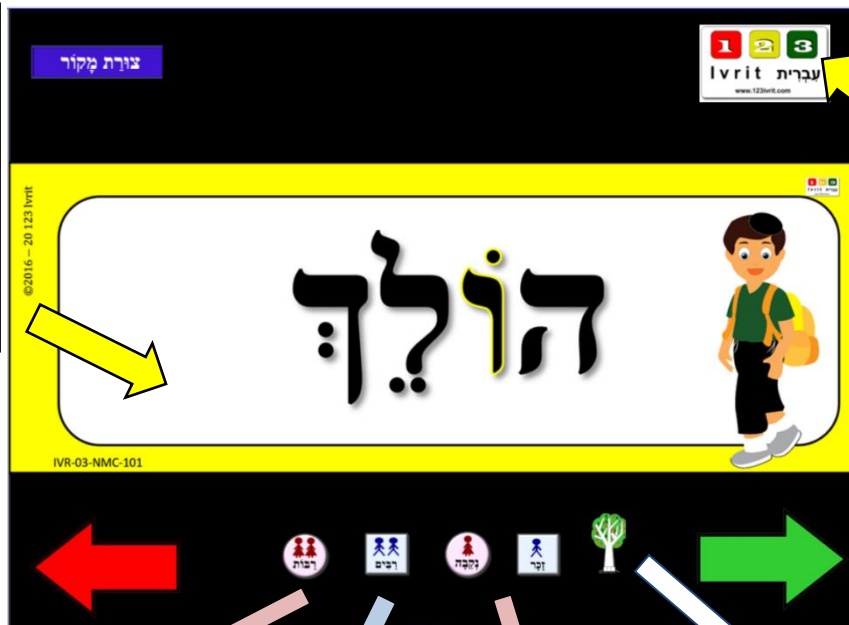 צוּרַת מָקוֹר
1 2 3
Ivrit עִבְרִית
www.123ivrit.com
©2016 – 20 123 Ivrit
הוֹלֵךְ
IVR-03-NMC-101
רַבּוֹת
רַבִּים
נְקֵבָה
זָכָר